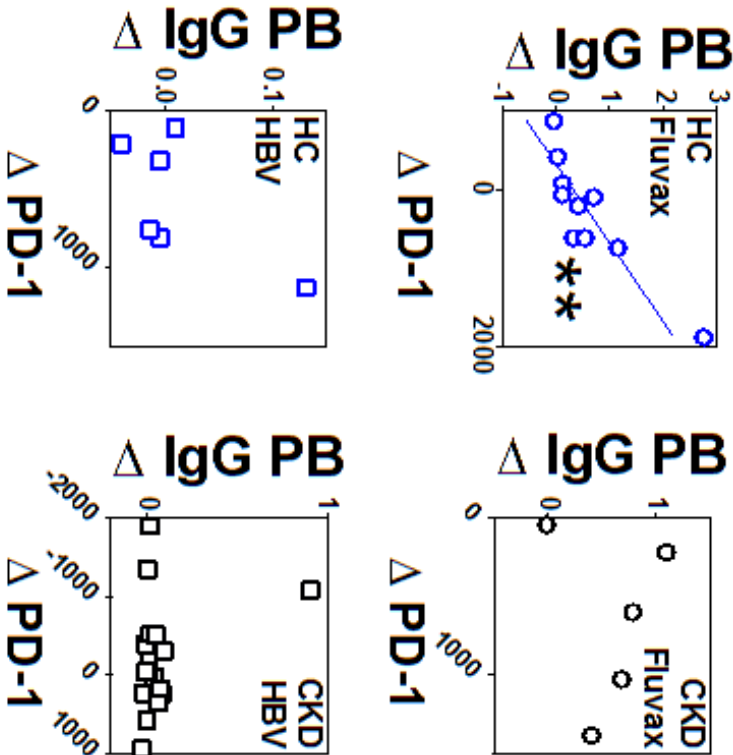 Δ IgG PB
3
2
1
0
-1
HC
Fluvax
**
0
2000
Δ PD-1
Δ IgG PB
1
0
CKD
Fluvax
0
1000
Δ PD-1
Δ IgG PB
0.1
0.0
HC
HBV
0
1000
Δ PD-1
Δ IgG PB
1
0
CKD
HBV
-2000
-1000
0
1000
Δ PD-1